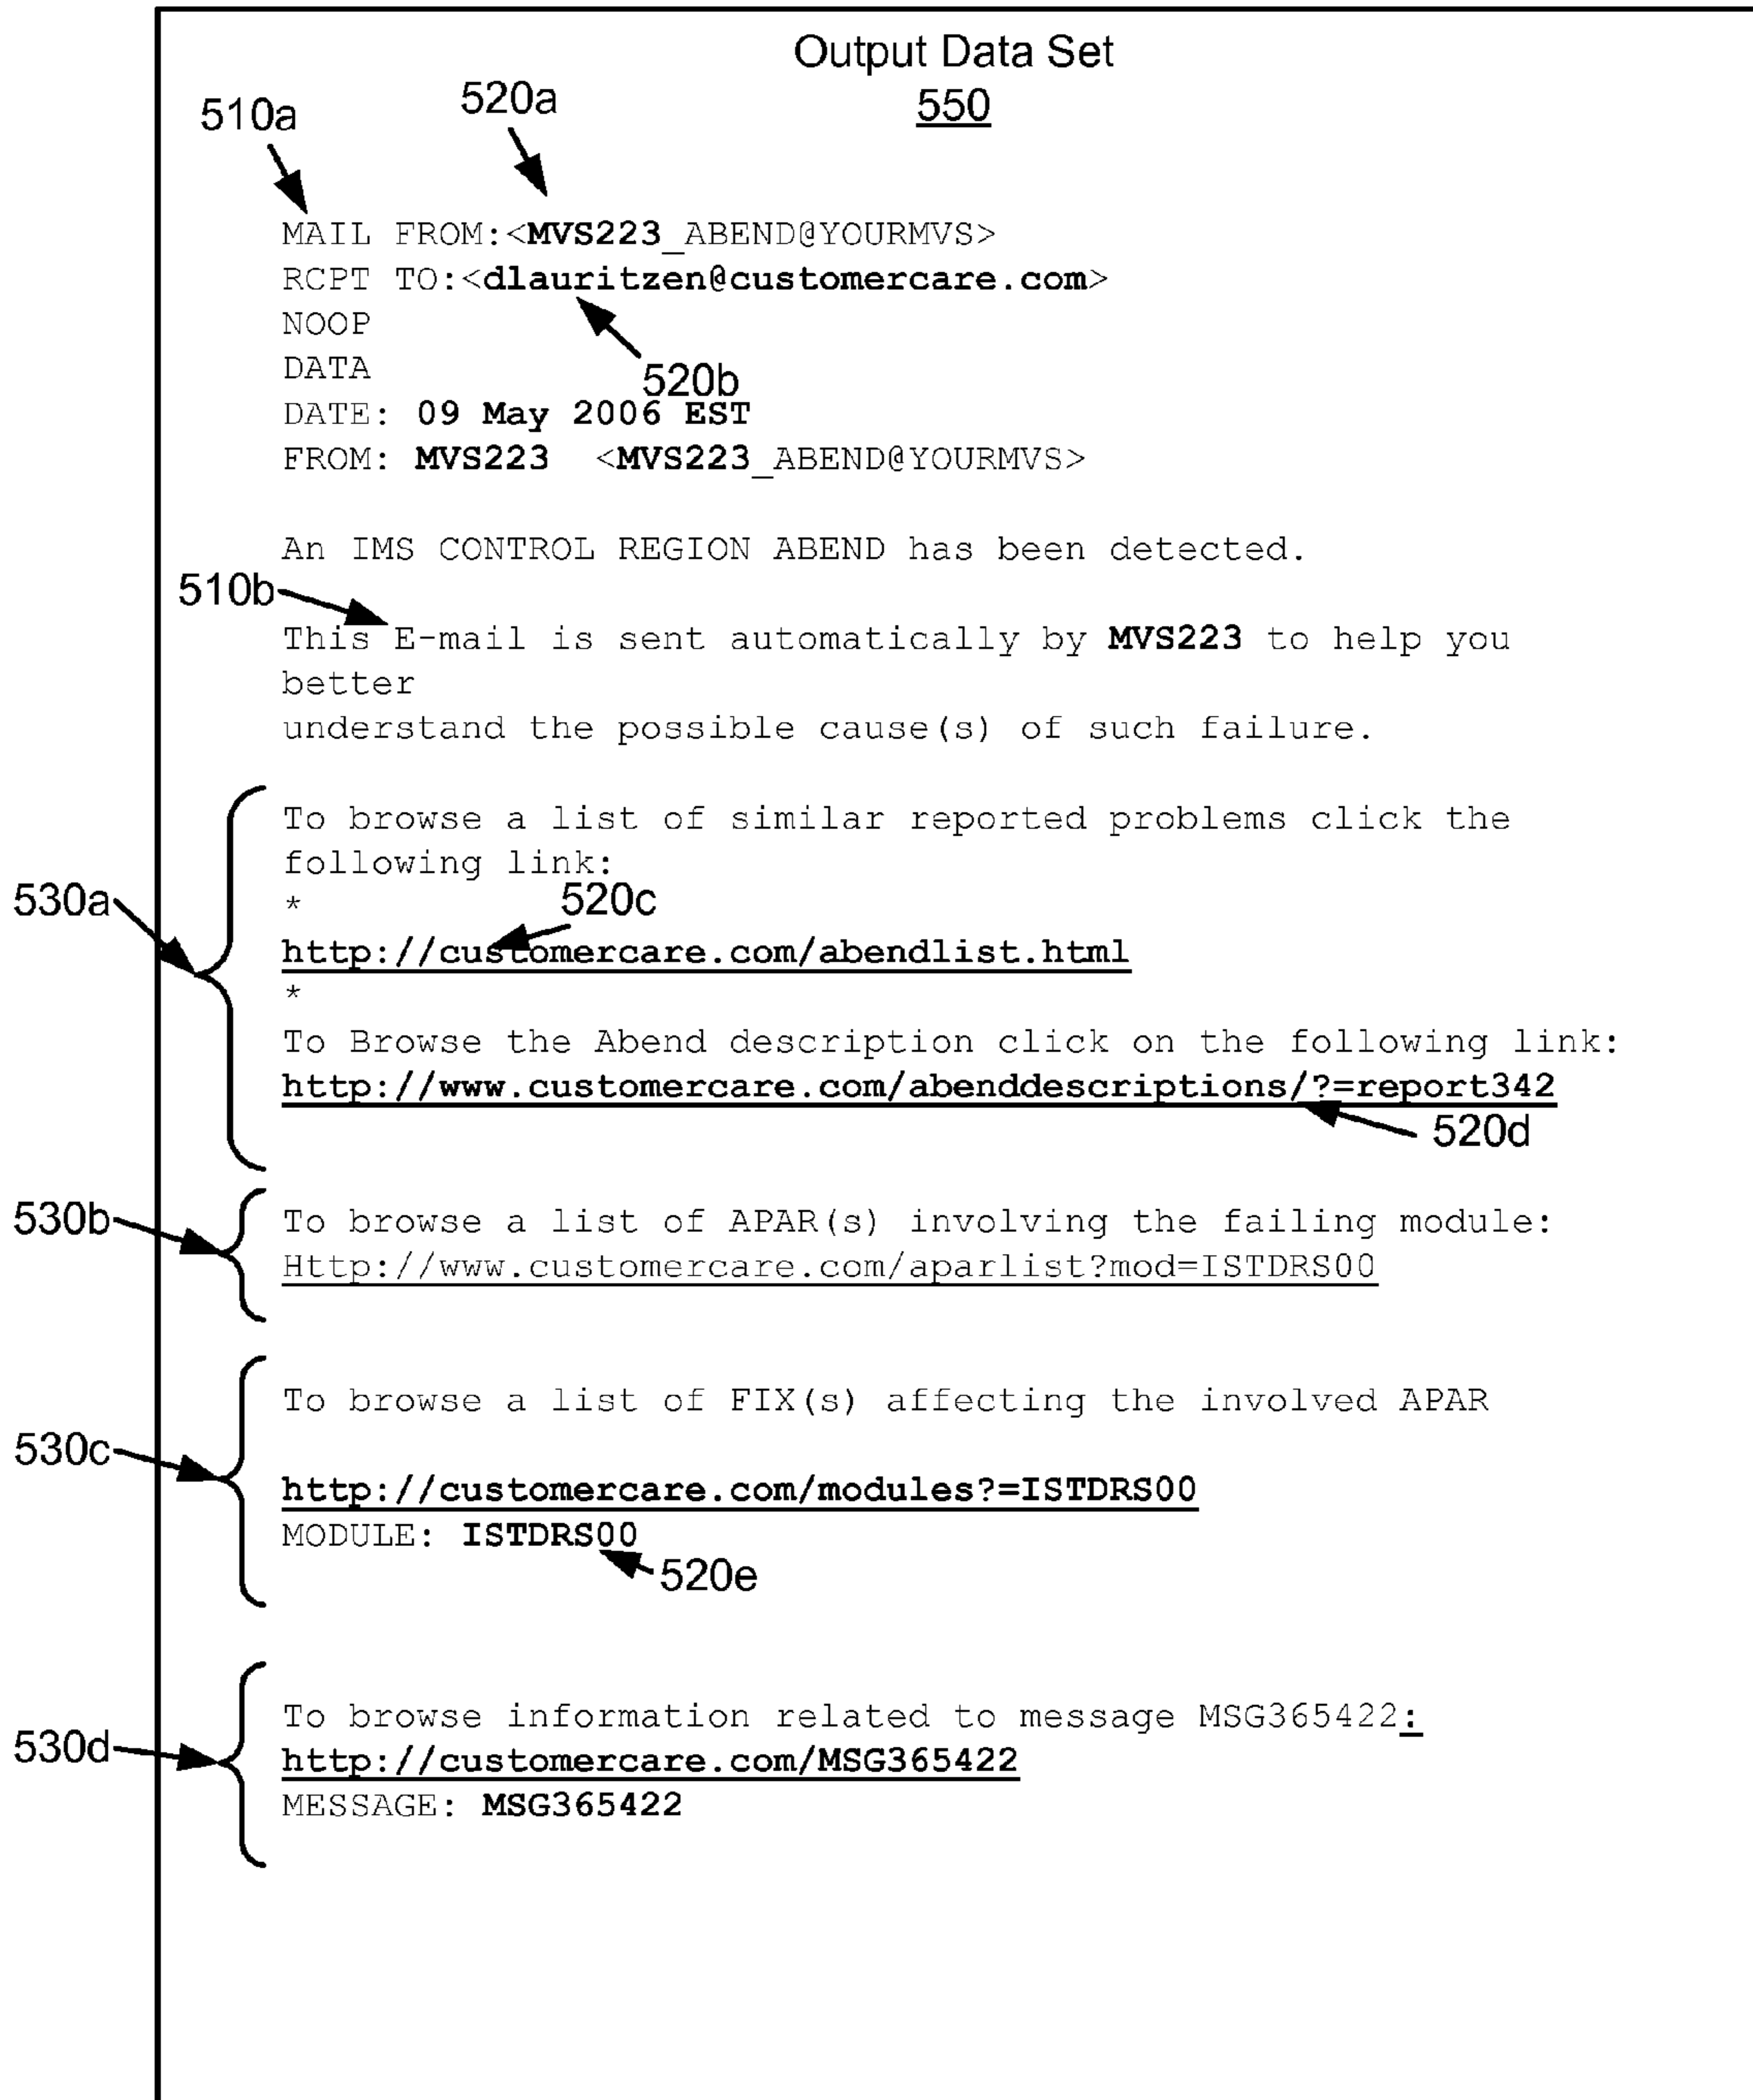 Output Data Set
550
510a
520a
MAIL FROM:<MVS223_ABEND@YOURMVS>
RCPT TO:<dlauritzen@customercare.com>
NOOP
DATA
520b
DATE: 09 May 2006 EST
FROM: MVS223 <MVS223_ABEND@YOURMVS>
An IMS CONTROL REGION ABEND has been detected.
510b
This E-mail is sent automatically by MVS223 to help you
better
understand the possible cause(s) of such failure.
To browse a list of similar reported problems click the
following link:
530a
*
520c
http://customercare.com/abendlist.html
*
To Browse the Abend description click on the following link:
http://www.customercare.com/abenddescriptions/?=report342
520d
530b
To browse a list of APAR(s) involving the failing module:
Http://www.customercare.com/aparlist?mod=ISTDRS00
To browse a list of FIX(s) affecting the involved APAR
530c
http://customercare.com/modules?=ISTDRS00
MODULE: ISTDRS00
520e
To browse information related to message MSG365422:
530d
http://customercare.com/MSG365422
MESSAGE: MSG365422